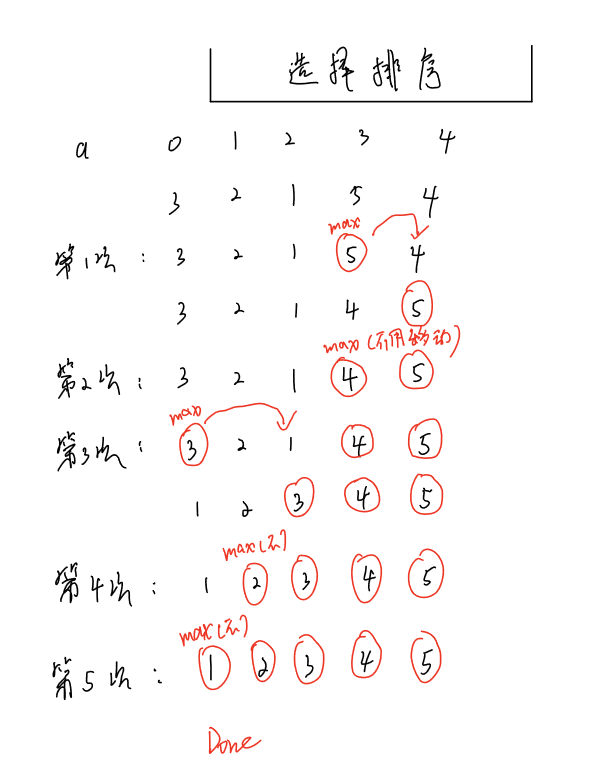 选择排序
a 0 1 2 3 4
3 2 1 5 4
max
第1次: 3 2 1 5 4
3 2 1 4 5
max(不用移动)
第2次: 3 2 1 4 5
max
第3次: 3 2 1 4 5
1 2 3 4 5
max(不)
第4次: 1 2 3 4 5
max(不)
第5次: 1 2 3 4 5
Done